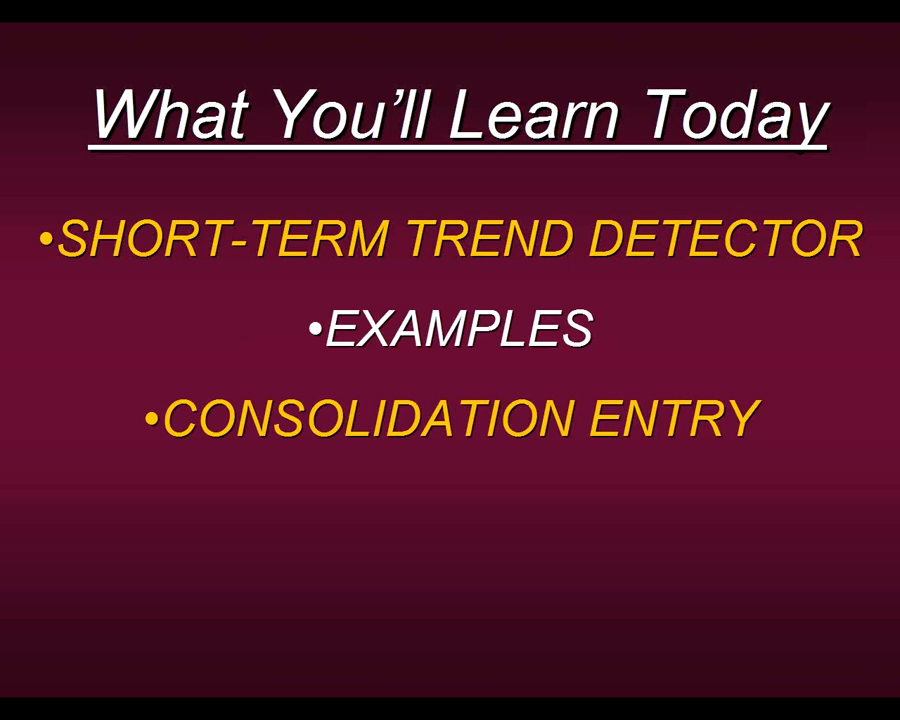 What You’ll Learn Today
•SHORT-TERM TREND DETECTOR
•EXAMPLES
•CONSOLIDATION ENTRY